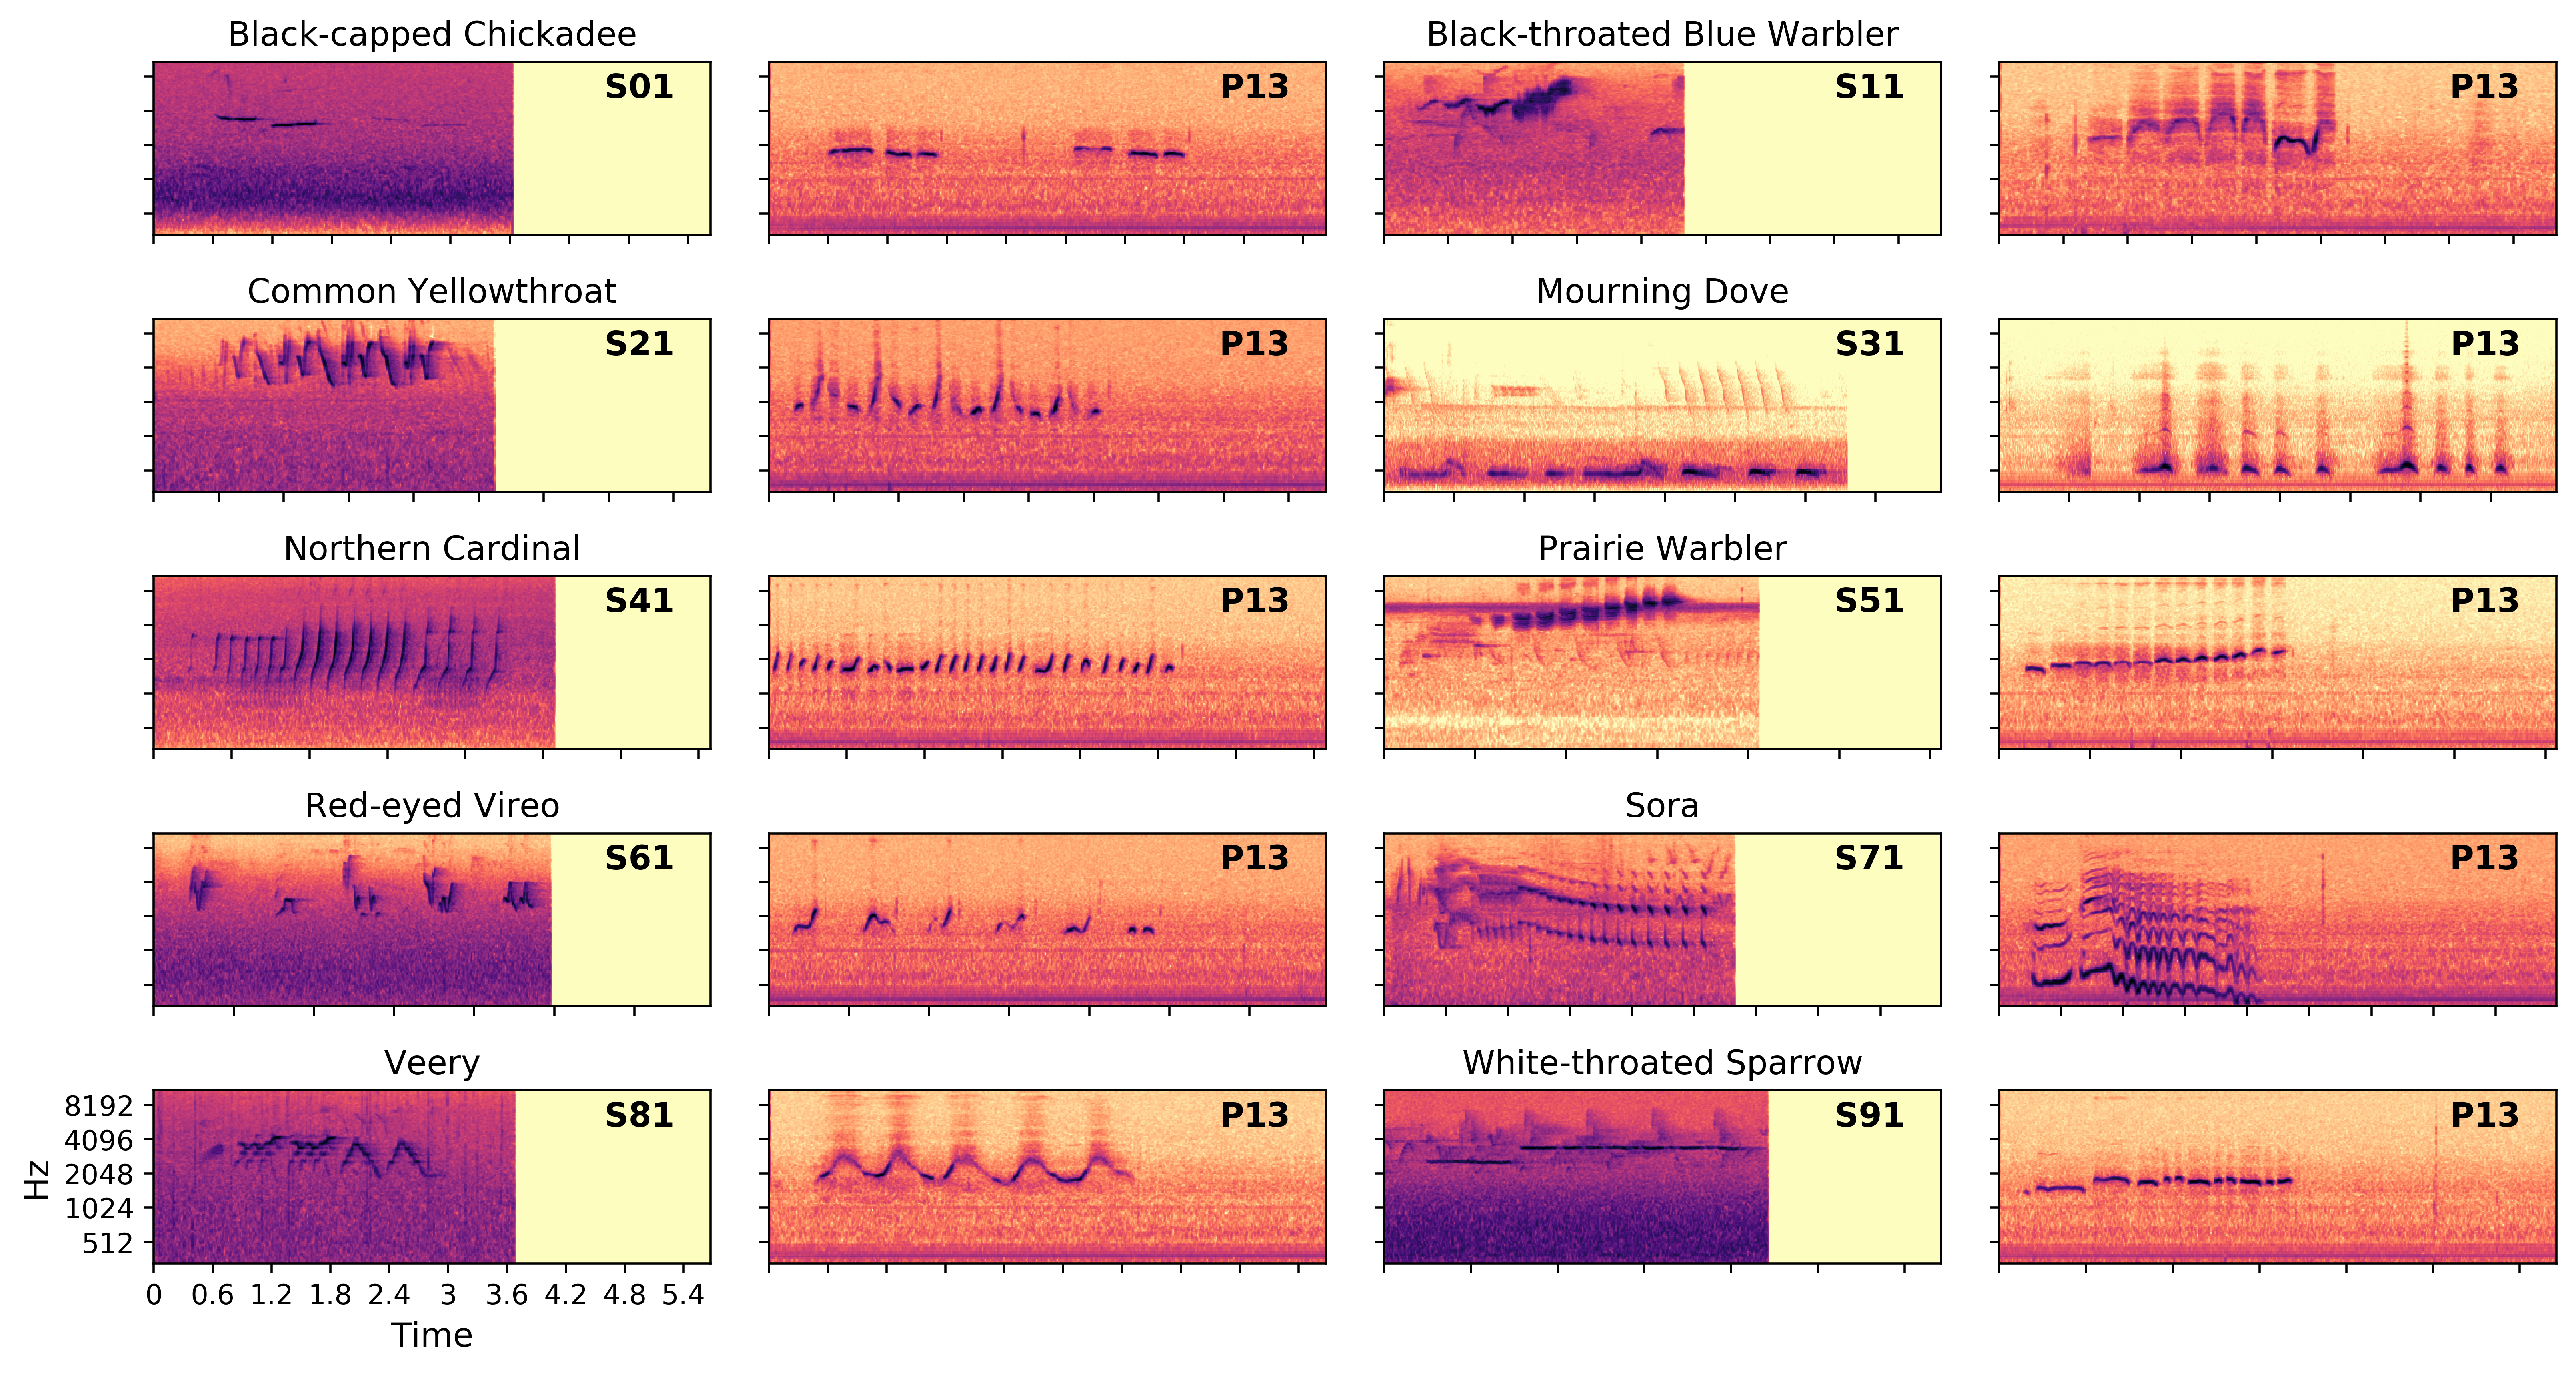 Black-capped Chickadee
Black-throated Blue Warbler
S01
P13
S11
P13
Common Yellowthroat
Mourning Dove
S21
P13
S31
P13
Northern Cardinal
Prairie Warbler
S41
P13
S51
P13
Red-eyed Vireo
Sora
S61
P13
S71
P13
Veery
White-throated Sparrow
S81
P13
S91
P13
8192
4096
2048
1024
512
Hz
0 0.6 1.2 1.8 2.4 3 3.6 4.2 4.8 5.4
Time